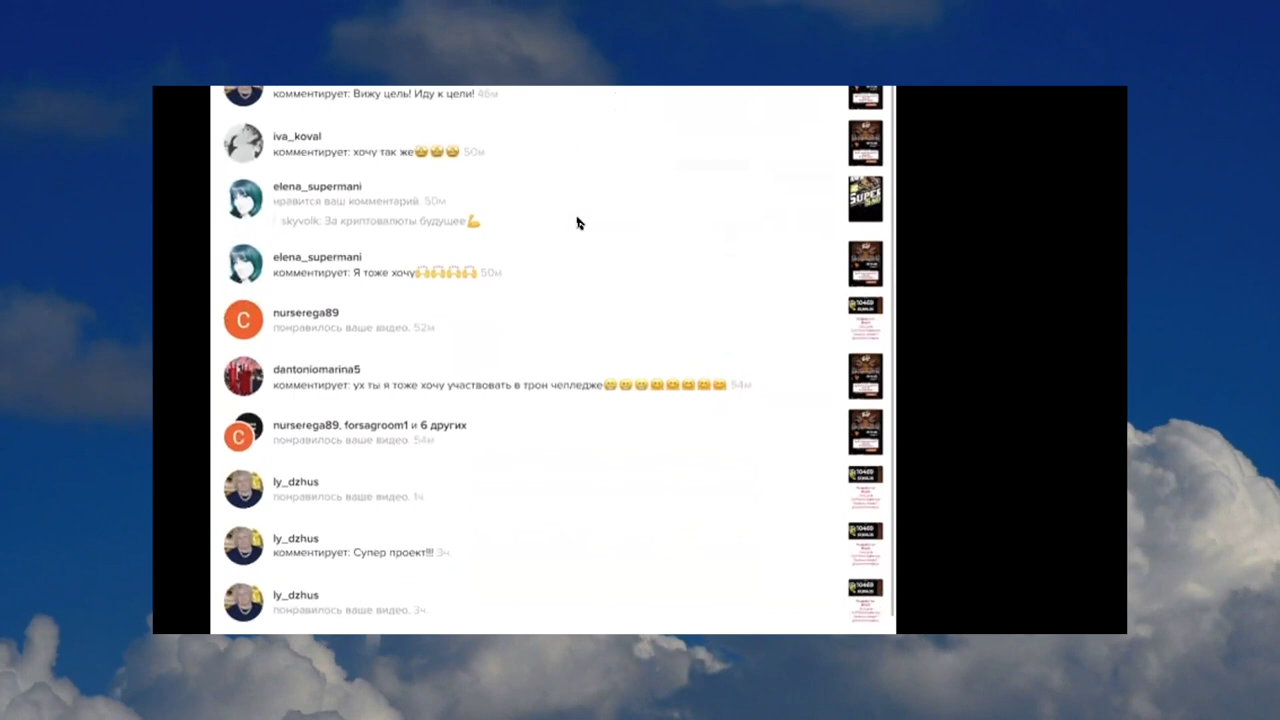 комментирует: Вижу цель! Иду к цели! 46м
iva_koval
комментирует: хочу так же🤩🤩🤩 50м
elena_supermani
нравится ваш комментарий. 50м
skyvolk: За криптовалюты будущее💪
elena_supermani
комментирует: Я тоже хочу🙌🙌🙌🙌 50м
С
nurserega89
понравилось ваше видео. 52м
dantoniomarina5
комментирует: ух ты я тоже хочу участвовать в трон чепледже😁😁😁🤗🤗🤗🤗🤗 54м
С
nurserega89, forsagroom1 и 6 других
понравилось ваше видео. 54м
ly_dzhus
понравилось ваше видео. 1ч
ly_dzhus
комментирует: Супер проект!!! 3ч.
ly_dzhus
понравилось ваше видео. 3ч.